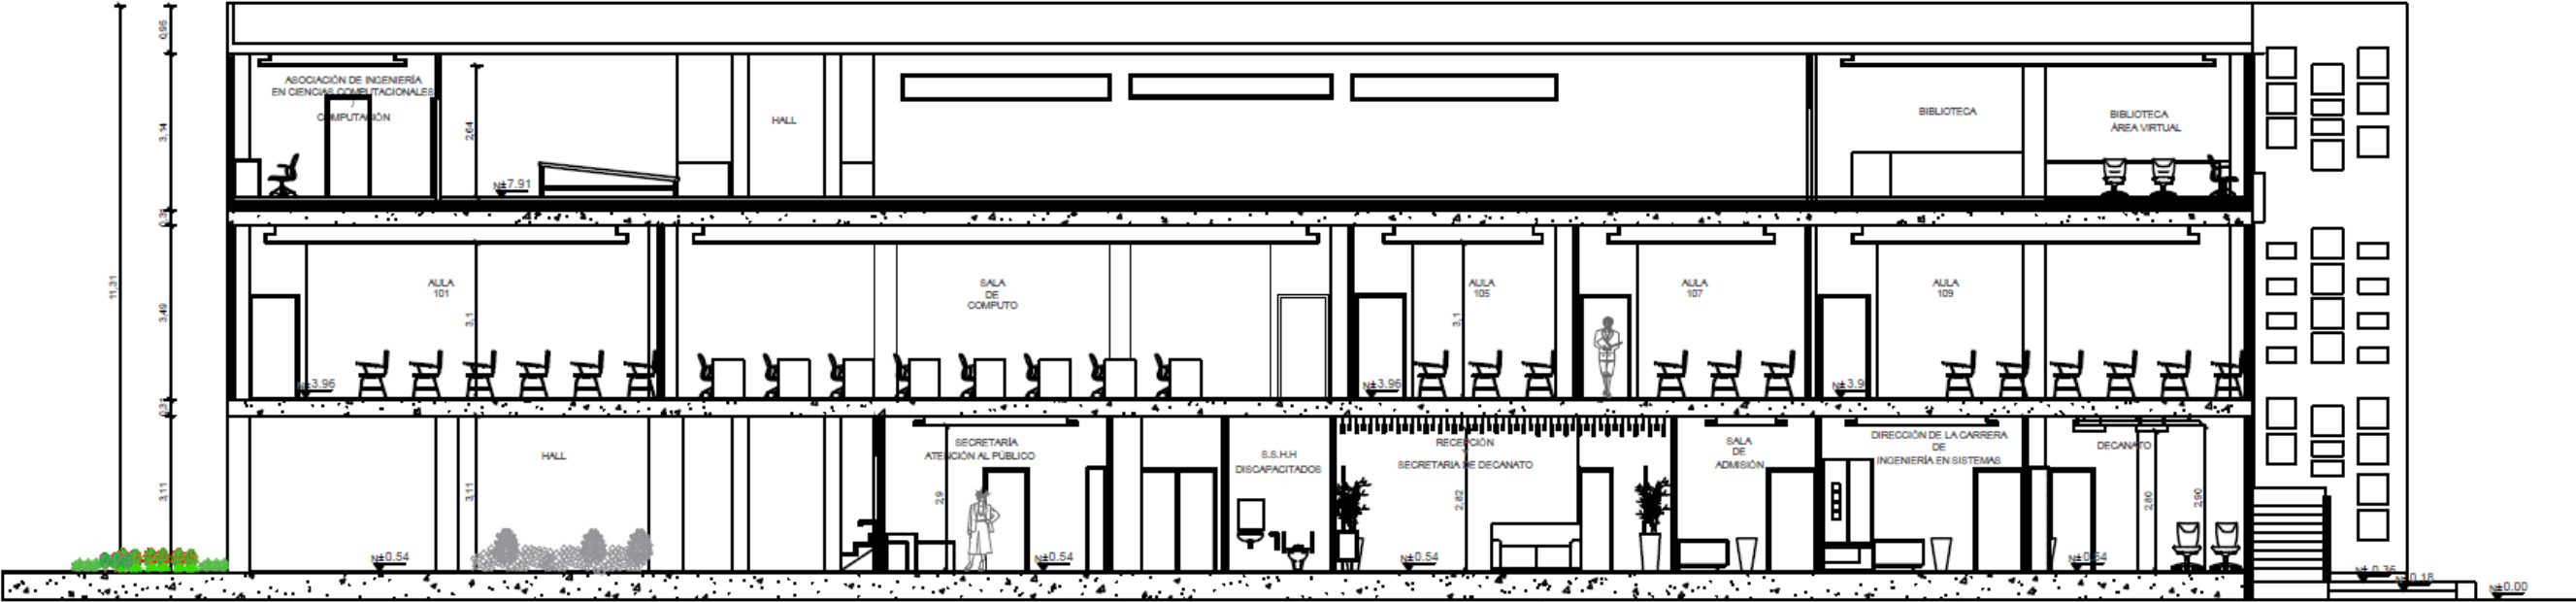 0,95
ASOCIACIÓN DE INGENIERÍA
EN CIENCIAS COMPUTACIONALES
/
COMPUTACIÓN
HALL
BIBLIOTECA
BIBLIOTECA
ÁREA VIRTUAL
3,14
2,64
N±7.91
11,31
3,49
AULA
101
3,1
N±3.96
SALA
DE
COMPUTO
AULA
105
3,1
N±3.96
AULA
107
AULA
109
N±3.9
0,31
3,11
HALL
3,11
N±0.54
SECRETARÍA
ATENCIÓN AL PÚBLICO
2,9
N±0.54
S.S.H.H
DISCAPACITADOS
RECEPCIÓN
Y
SECRETARIA DE DECANATO
2,82
N±0.54
SALA
DE
ADMISIÓN
DIRECCIÓN DE LA CARRERA
DE
INGENIERÍA EN SISTEMAS
DECANATO
2,80
2,90
N±0.54
N±0.36
N±0.18
N±0.00